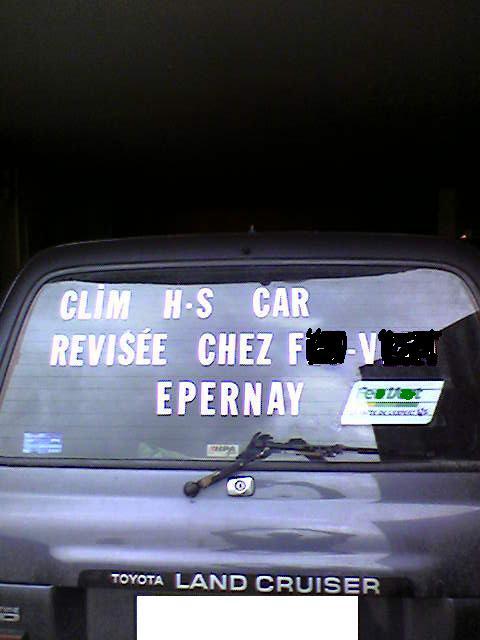 CLIM H·S CAR
REVISÉE CHEZ F -V
EPERNAY
TOYOTA LAND CRUISER